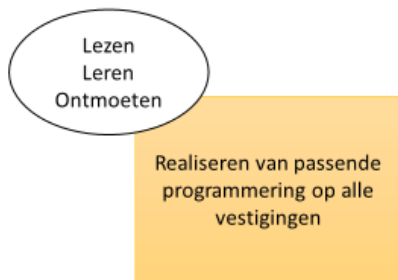 Lezen
Leren
Ontmoeten
Realiseren van passende
programmering op alle
vestigingen